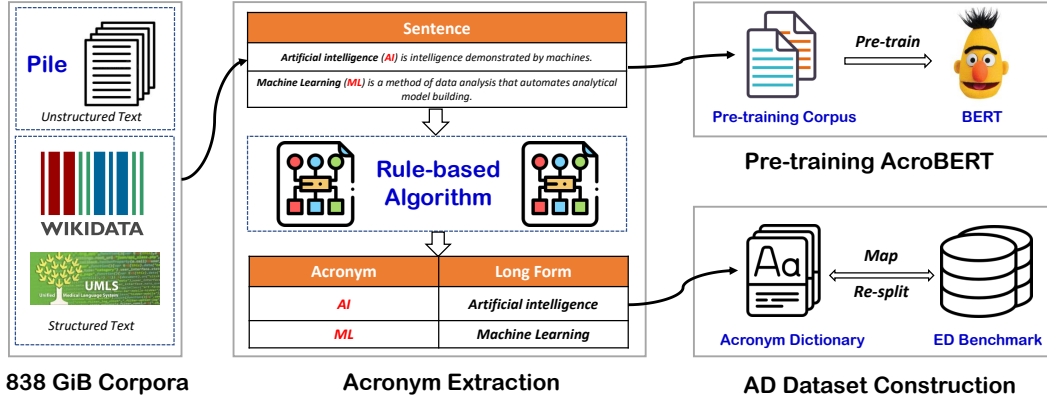 Pile
Unstructured Text
WIKIDATA
UMLS
Unified Medical Language System
Structured Text
838 GiB Corpora
Sentence
Artificial intelligence (AI) is intelligence demonstrated by machines.
Machine Learning (ML) is a method of data analysis that automates analytical
model building.
Rule-based
Algorithm
Acronym Long Form
AI Artificial intelligence
ML Machine Learning
Acronym Extraction
Pre-train
Pre-training Corpus BERT
Pre-training AcroBERT
Aa
Map
Re-split
Acronym Dictionary ED Benchmark
AD Dataset Construction